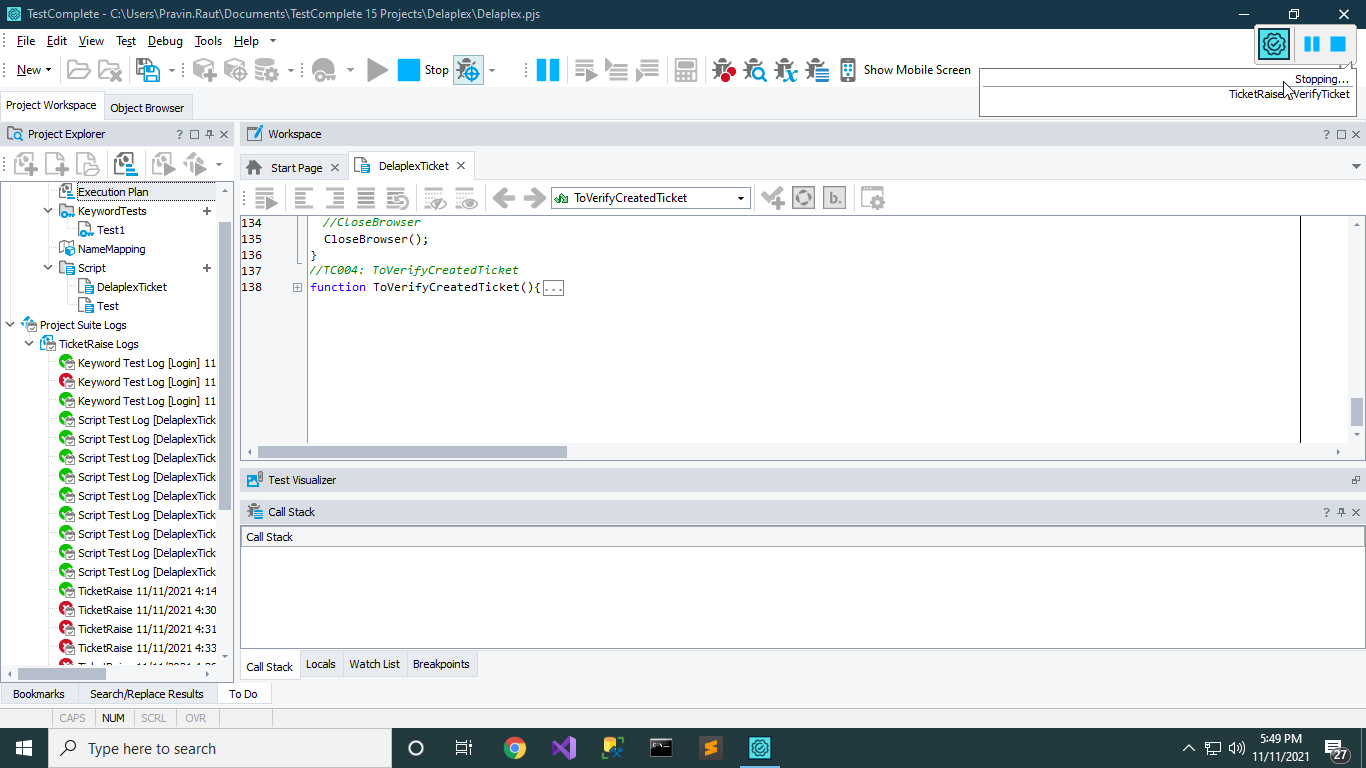 TestComplete - C:\Users\Pravin.Raut\Documents\TestComplete 15 Projects\Delaplex\Delaplex.pjs
File Edit View Test Debug Tools Help
New Stop Show Mobile Screen
Stopping...
Project Workspace Object Browser
Project Explorer ?
Workspace ?
Start Page DelaplexTicket
ToVerifyCreatedTicket b.
Execution Plan
KeywordTests
Test1
NameMapping
Script
DelaplexTicket
Test
Project Suite Logs
TicketRaise Logs
Keyword Test Log [Login] 11
Keyword Test Log [Login] 11
Keyword Test Log [Login] 11
Script Test Log [DelaplexTick
Script Test Log [DelaplexTick
Script Test Log [DelaplexTick
Script Test Log [DelaplexTick
Script Test Log [DelaplexTick
Script Test Log [DelaplexTick
Script Test Log [DelaplexTick
Script Test Log [DelaplexTick
Script Test Log [DelaplexTick
TicketRaise 11/11/2021 4:14
TicketRaise 11/11/2021 4:30
TicketRaise 11/11/2021 4:31
TicketRaise 11/11/2021 4:33
134 //CloseBrowser
135 CloseBrowser();
136 }
137 //TC004: ToVerifyCreatedTicket
138 function ToVerifyCreatedTicket(){...
Test Visualizer
Call Stack ?
Call Stack
Call Stack Locals Watch List Breakpoints
Bookmarks Search/Replace Results To Do
CAPS NUM SCRL OVR
Type here to search
5:49 PM
11/11/2021
27